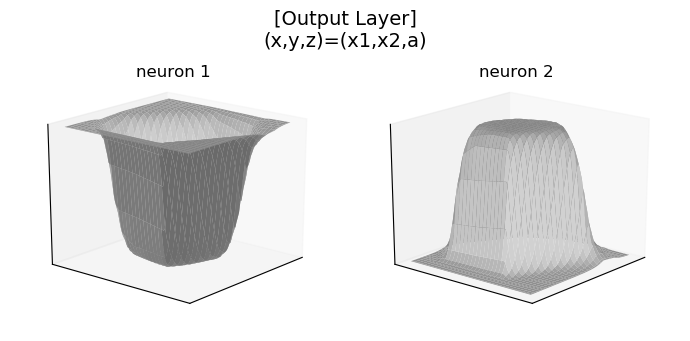 [Output Layer]
(x,y,z)=(x1,x2,a)
neuron 1
neuron 2